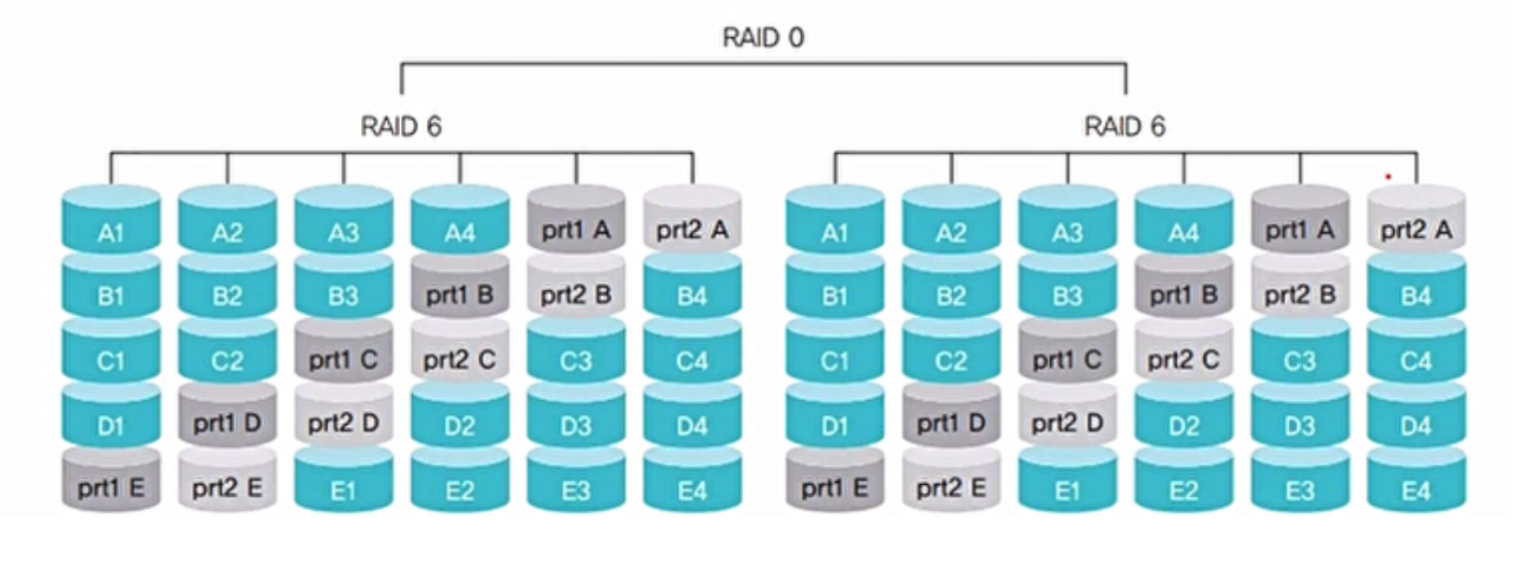 RAID 0
RAID 6 RAID 6
A1 A2 A3 A4 prt1 A prt2 A A1 A2 A3 A4 prt1 A prt2 A
B1 B2 B3 prt1 B prt2 B B4 B1 B2 B3 prt1 B prt2 B B4
C1 C2 prt1 C prt2 C C3 C4 C1 C2 prt1 C prt2 C C3 C4
D1 prt1 D prt2 D D2 D3 D4 D1 prt1 D prt2 D D2 D3 D4
prt1 E prt2 E E1 E2 E3 E4 prt1 E prt2 E E1 E2 E3 E4